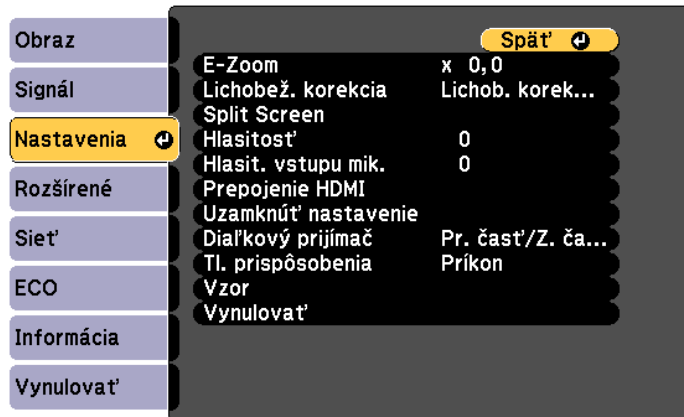 Obraz
Signál
Nastavenia
Rozšírené
Sieť
ECO
Informácia
Vynulovať
Späť
E-Zoom x 0,0
Lichobež. korekcia Lichob. korek...
Split Screen
Hlasitosť 0
Hlasit. vstupu mik. 0
Prepojenie HDMI
Uzamknúť nastavenie
Diaľkový prijímač Pr. časť/Z. ča...
Tl. prispôsobenia Príkon
Vzor
Vynulovať